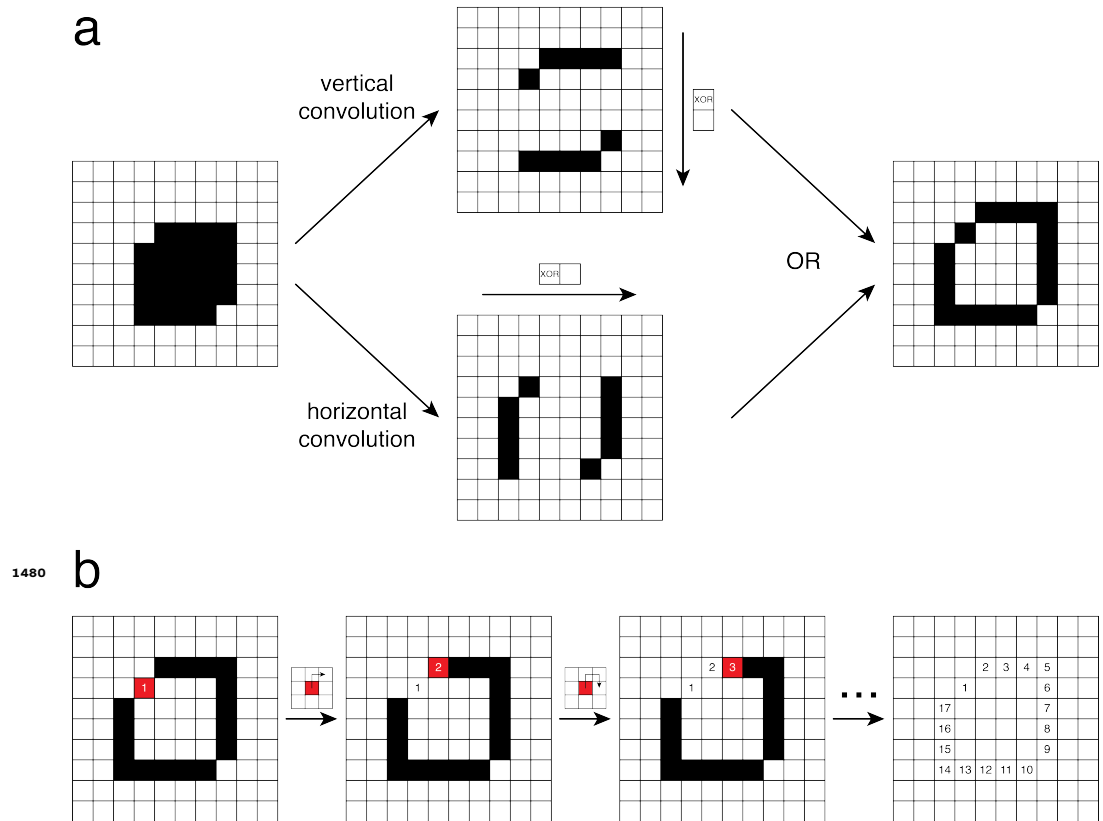 a
vertical
convolution
XOR
XOR
OR
horizontal
convolution
1480
b
1
2
1
2 3
1
...
2 3 4 5
1 6
17 7
16 8
15 9
14 13 12 11 10